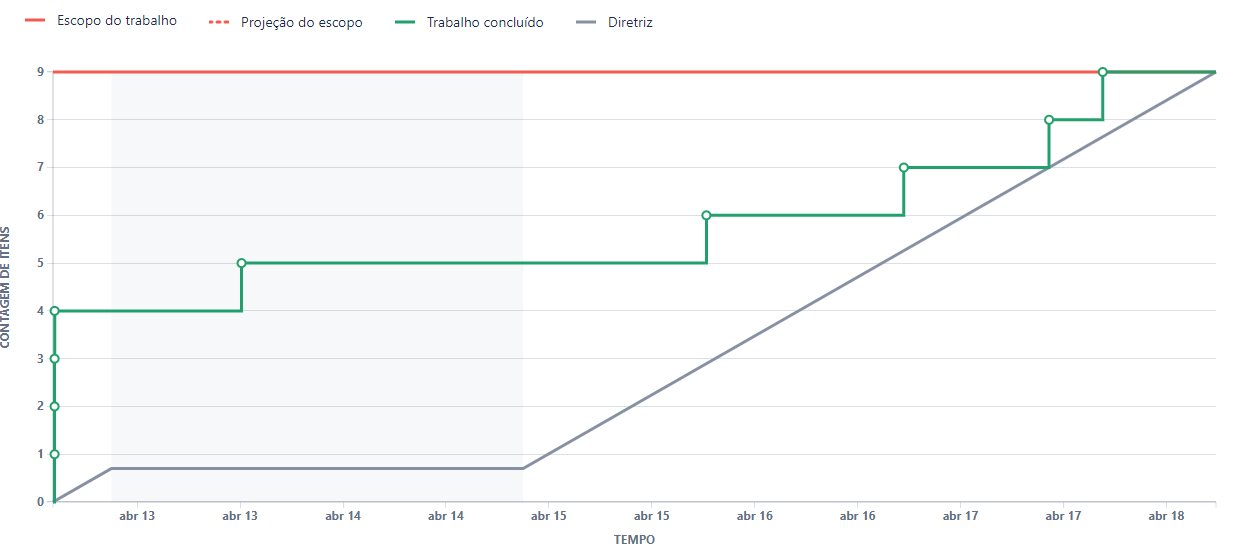 Escopo do trabalho
Projeção do escopo
Trabalho concluído
Diretriz
9
8
7
6
5
4
3
2
1
0
CONTAGEM DE ITENS
abr 13
abr 13
abr 14
abr 14
abr 15
abr 15
abr 16
abr 16
abr 17
abr 17
abr 18
TEMPO